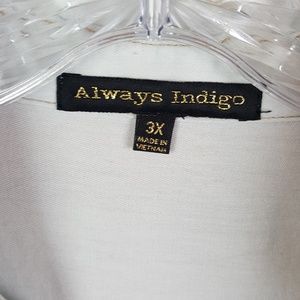 Always Indigo
3X
MADE IN
VIETNAM